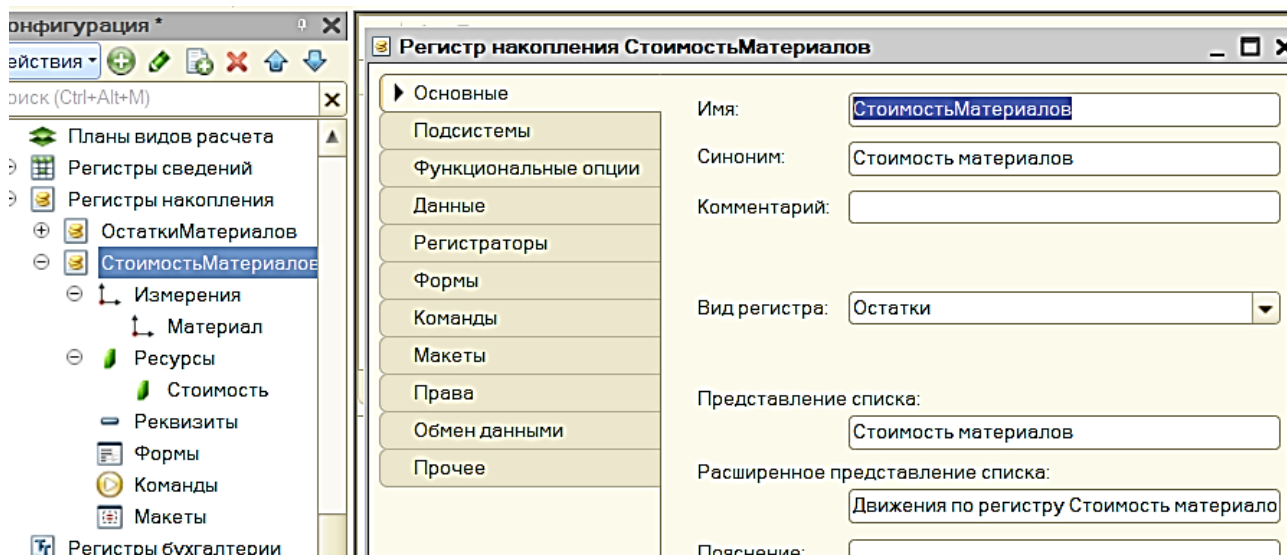 онфигурация *
ействия
оиск (Ctrl+Alt+M)
Планы видов расчета
Регистры сведений
Регистры накопления
ОстаткиМатериалов
СтоимостьМатериалов
Измерения
Материал
Ресурсы
Стоимость
Реквизиты
Формы
Команды
Макеты
Регистры бухгалтерии
Регистр накопления СтоимостьМатериалов
Основные
Подсистемы
Функциональные опции
Данные
Регистраторы
Формы
Команды
Макеты
Права
Обмен данными
Прочее
Имя: СтоимостьМатериалов
Синоним: Стоимость материалов
Комментарий:
Вид регистра: Остатки
Представление списка:
Стоимость материалов
Расширенное представление списка:
Движения по регистру Стоимость материало
Пояснение: